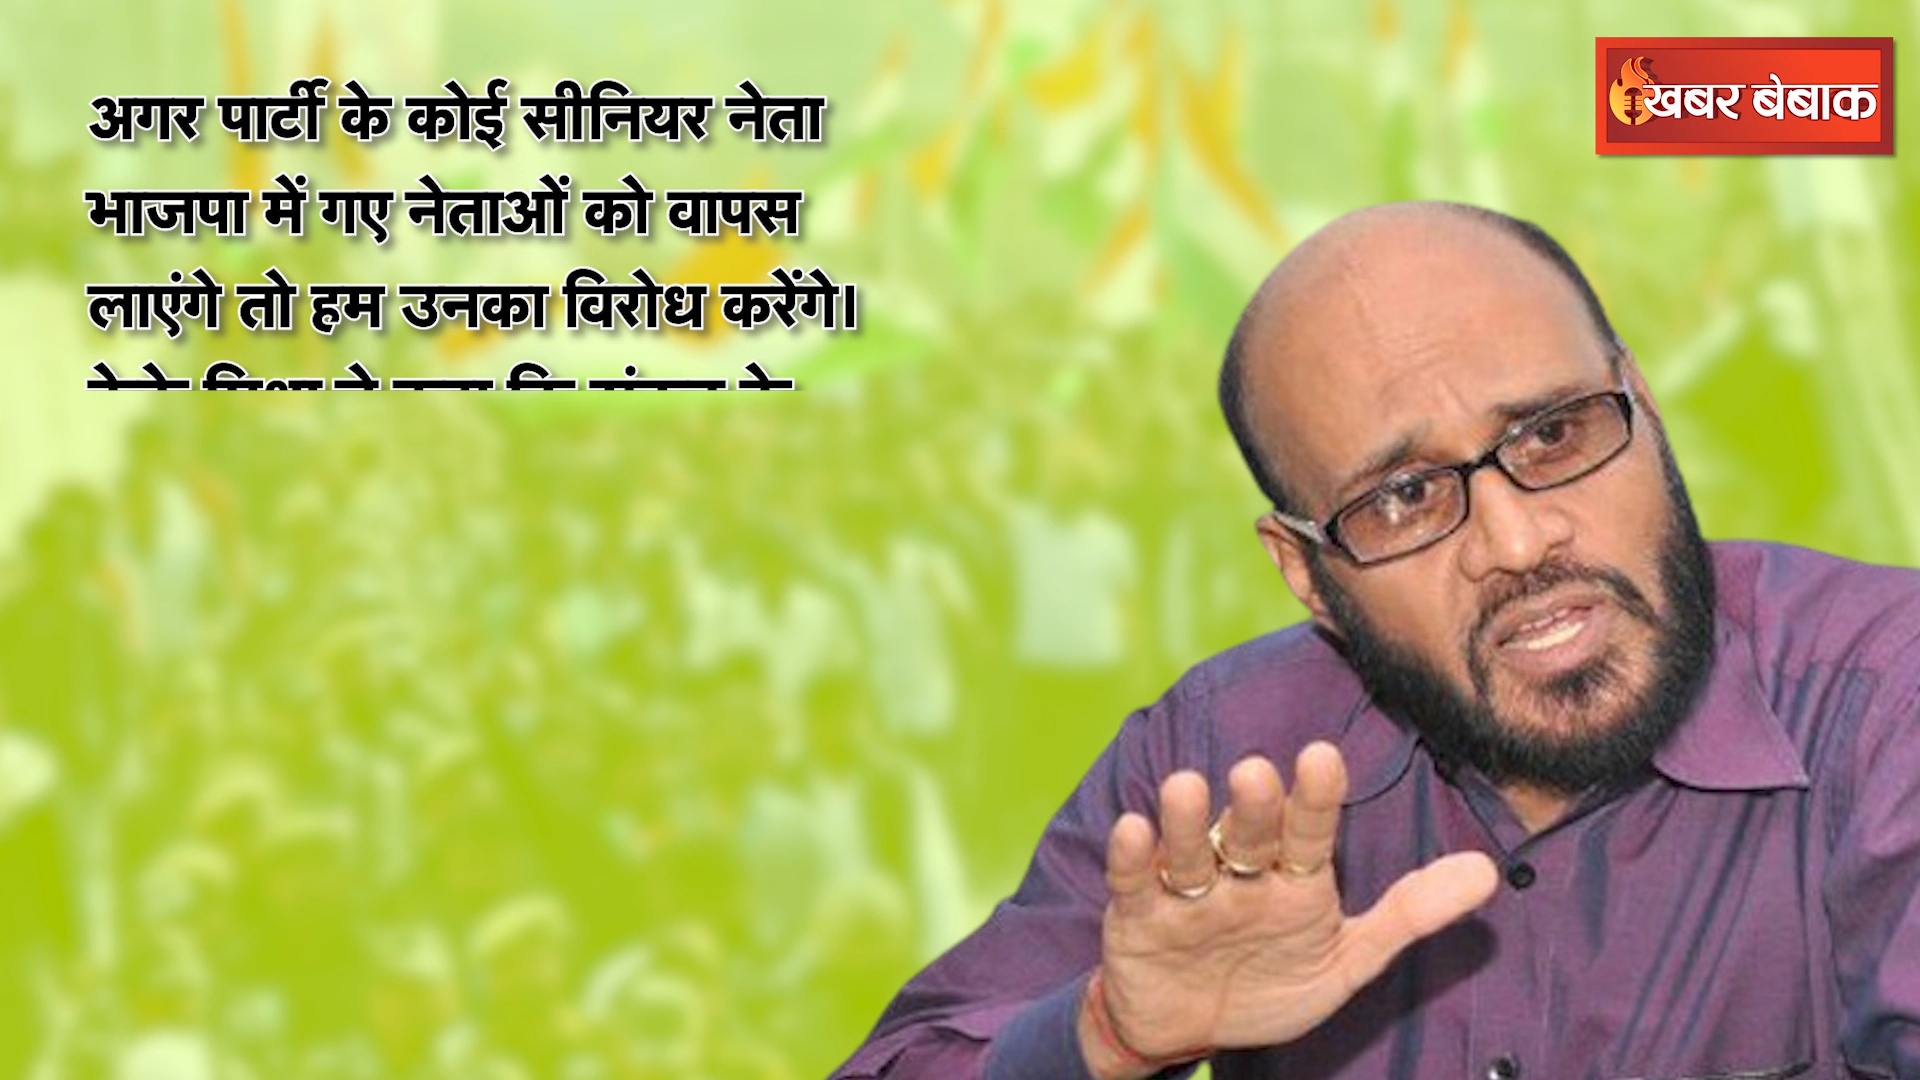 अगर पार्टी के कोई सीनियर नेता
भाजपा में गए नेताओं को वापस
लाएंगे तो हम उनका विरोध करेंगे।
खबर बेबाक